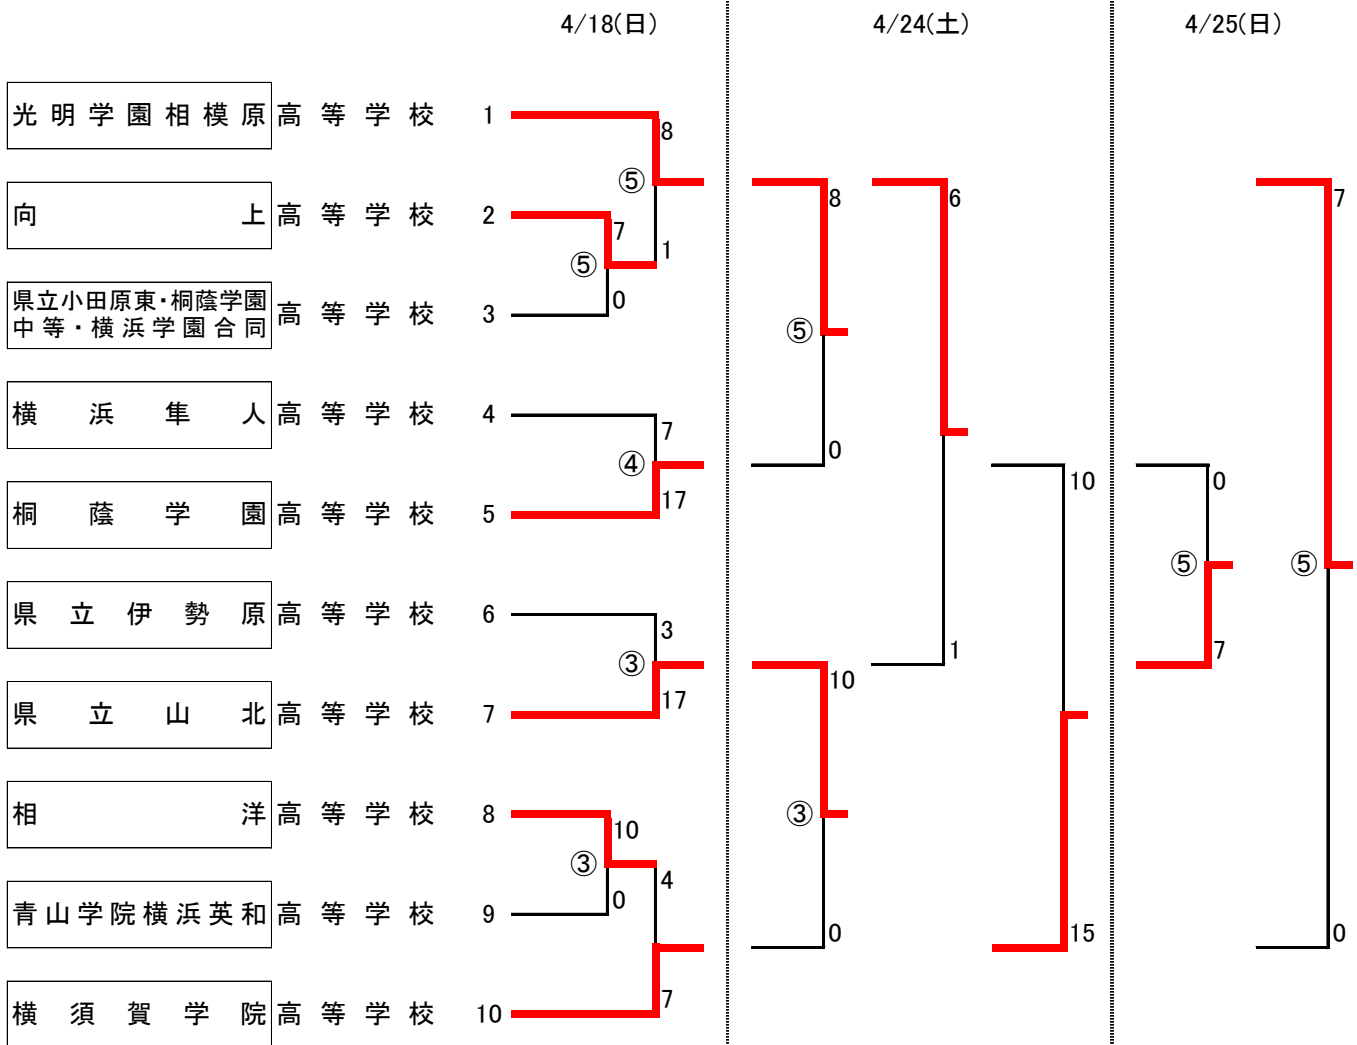 4/18(日) 4/24(土) 4/25(日)
光明学園相模原 高等学校 1
8
⑤
8
6
7
向上 高等学校 2
7
⑤
1
県立小田原東・桐蔭学園
中等・横浜学園合同 高等学校 3
0
⑤
横浜隼人 高等学校 4
7
0
④
10
0
桐蔭学園 高等学校 5
17
⑤
⑤
県立伊勢原 高等学校 6
3
③
10
1
7
県立山北 高等学校 7
17
相洋 高等学校 8
10
③
③
4
青山学院横浜英和 高等学校 9
0
0
15
0
横須賀学院 高等学校 10
7